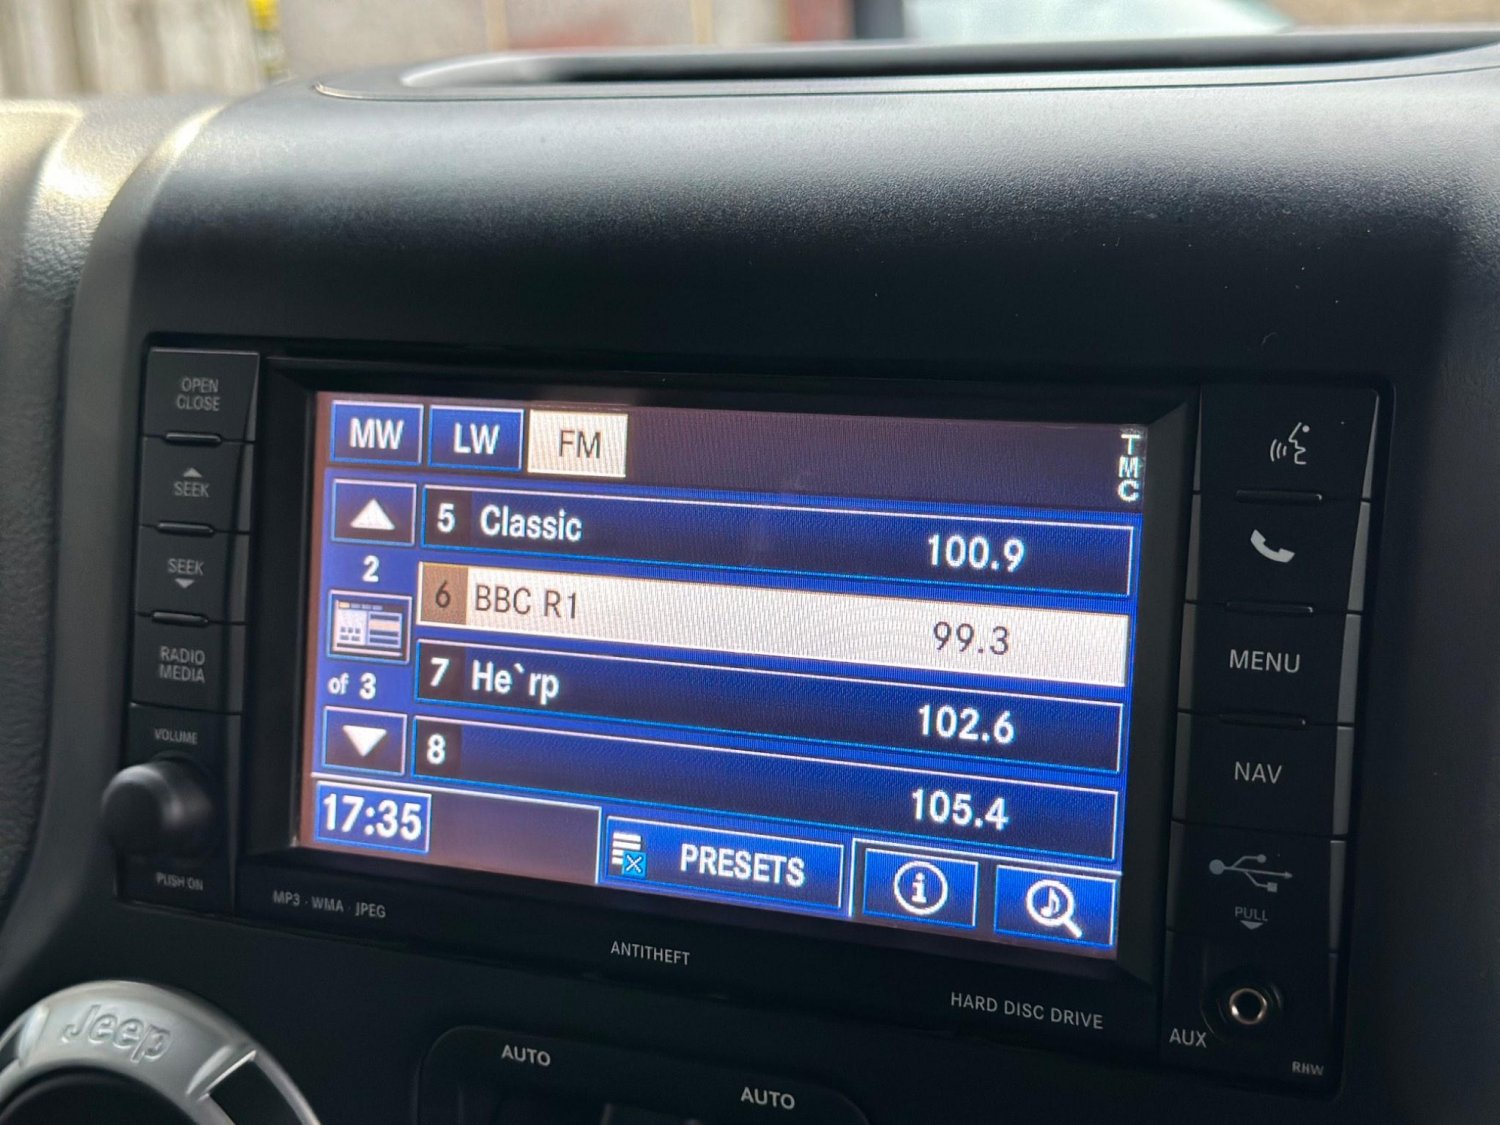 OPEN
CLOSE
SEEK
SEEK
RADIO
MEDIA
VOLUME
PUSH ON
MW LW FM
TMC
5 Classic 100.9
2
6 BBC R1 99.3
of 3
7 He`rp 102.6
8 105.4
17:35
PRESETS
i
MENU
NAV
PULL
AUX
RHW
MP3 · WMA · JPEG
ANTITHEFT
HARD DISC DRIVE
Jeep
AUTO
AUTO